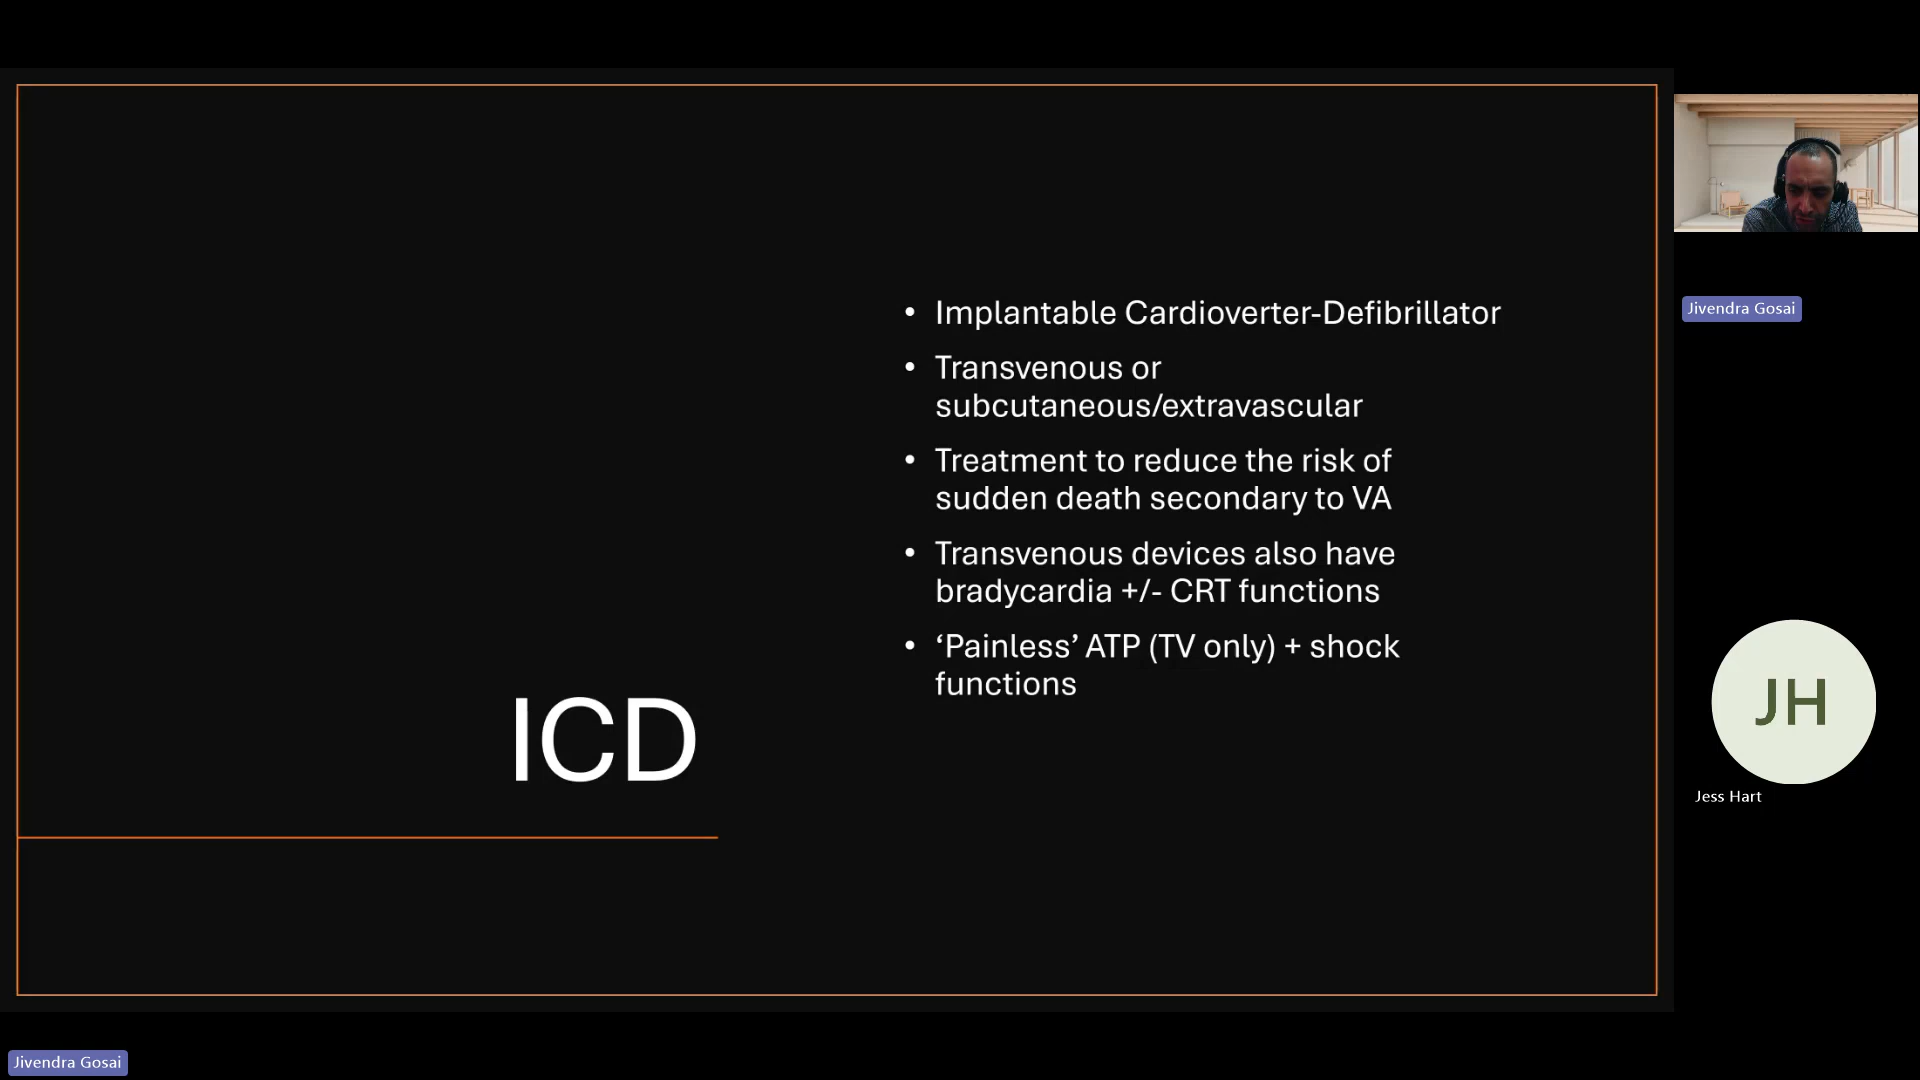 ICD
• Implantable Cardioverter-Defibrillator
• Transvenous or
subcutaneous/extravascular
• Treatment to reduce the risk of
sudden death secondary to VA
• Transvenous devices also have
bradycardia +/- CRT functions
• ‘Painless’ ATP (TV only) + shock
functions
Jivendra Gosai
JH
Jess Hart
Jivendra Gosai